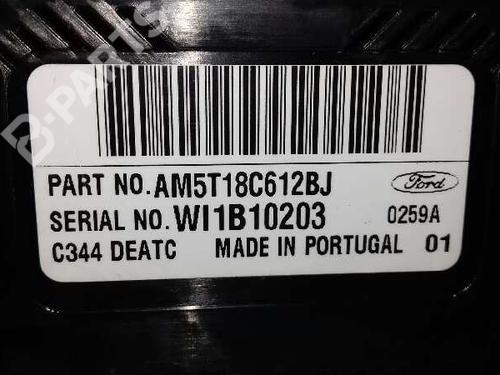 B-PARTS
PART NO. AM5T18C612BJ
Ford
SERIAL NO. WI1B10203
0259A
C344 DEATC MADE IN PORTUGAL 01